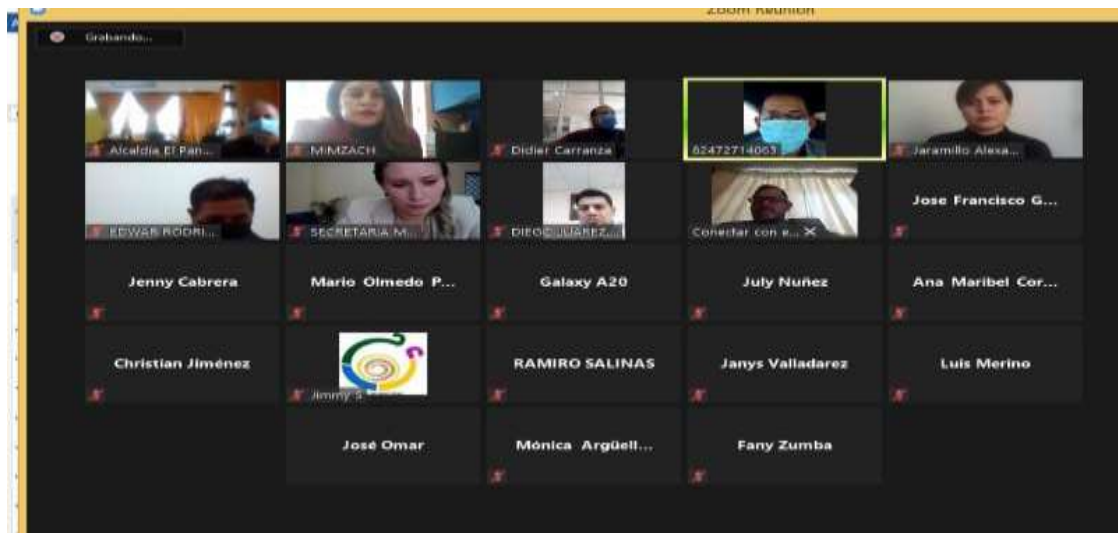 Zoom Reunión
Grabando...
Alcaldía El Pan...
MIMZACH
Didier Carranza
62472714063
Jaramillo Alexa...
EDWAR RODRI...
SECRETARIA M...
DIEGO JUAREZ...
Conectar con e...
Jose Francisco G...
Jenny Cabrera
Mario Olmedo P...
Galaxy A20
July Nuñez
Ana Maribel Cor...
Christian Jiménez
Jimmy S
RAMIRO SALINAS
Janys Valladarez
Luis Merino
José Omar
Mónica Argüell...
Fany Zumba